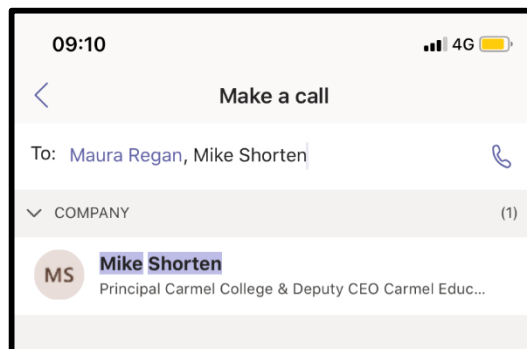 09:10 4G
Make a call
To: Maura Regan, Mike Shorten
COMPANY (1)
MS
Mike Shorten
Principal Carmel College & Deputy CEO Carmel Educ...